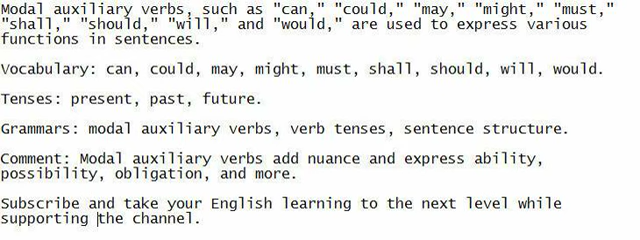 Modal auxiliary verbs, such as "can," "could," "may," "might," "must,"
"shall," "should," "will," and "would," are used to express various
functions in sentences.
Vocabulary: can, could, may, might, must, shall, should, will, would.
Tenses: present, past, future.
Grammars: modal auxiliary verbs, verb tenses, sentence structure.
Comment: Modal auxiliary verbs add nuance and express ability,
possibility, obligation, and more.
Subscribe and take your English learning to the next level while
supporting the channel.